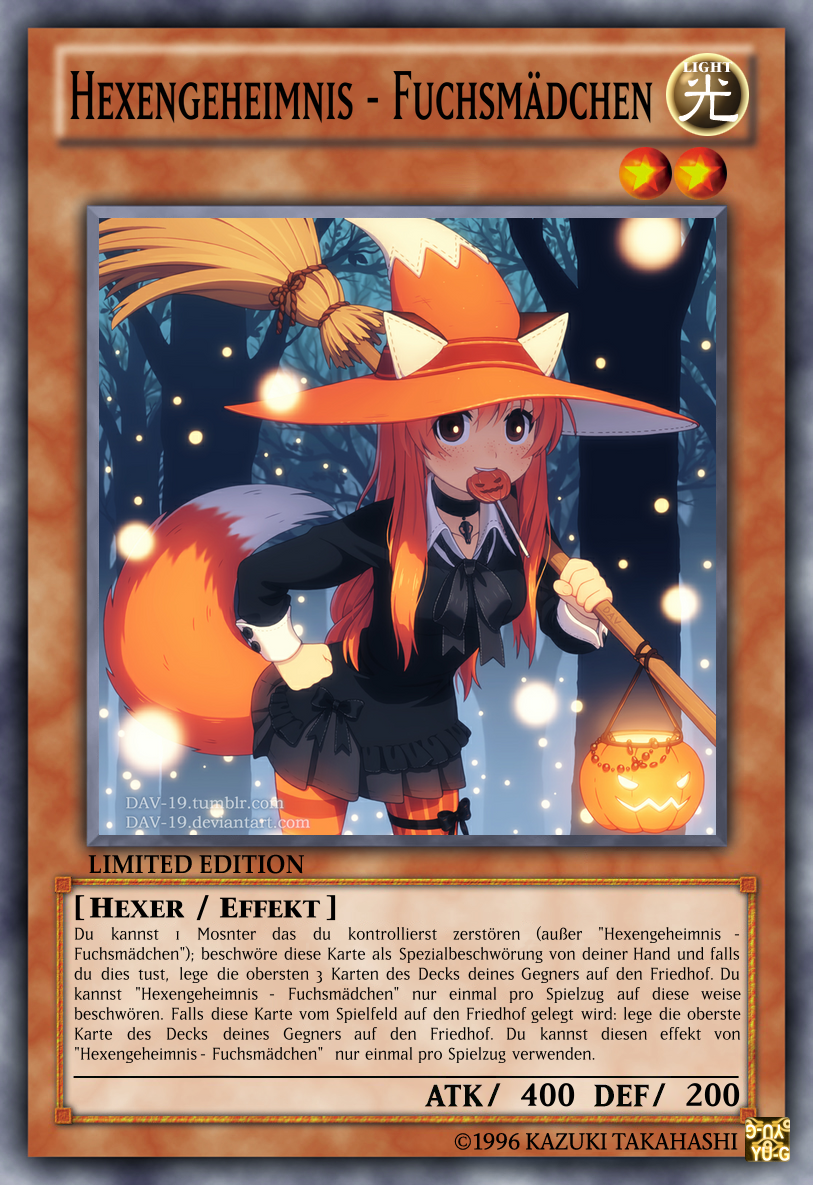 Hexengeheimnis - Fuchsmädchen
LIGHT
光
DAV
DAV-19.tumblr.com
DAV-19.deviantart.com
LIMITED EDITION
[ Hexer / Effekt ]
Du kannst 1 Mosnter das du kontrollierst zerstören (außer "Hexengeheimnis -
Fuchsmädchen"); beschwöre diese Karte als Spezialbeschwörung von deiner Hand und falls
du dies tust, lege die obersten 3 Karten des Decks deines Gegners auf den Friedhof. Du
kannst "Hexengeheimnis - Fuchsmädchen" nur einmal pro Spielzug auf diese weise
beschwören. Falls diese Karte vom Spielfeld auf den Friedhof gelegt wird: lege die oberste
Karte des Decks deines Gegners auf den Friedhof. Du kannst diesen effekt von
"Hexengeheimnis - Fuchsmädchen" nur einmal pro Spielzug verwenden.
ATK/ 400 DEF/ 200
©1996 KAZUKI TAKAHASHI